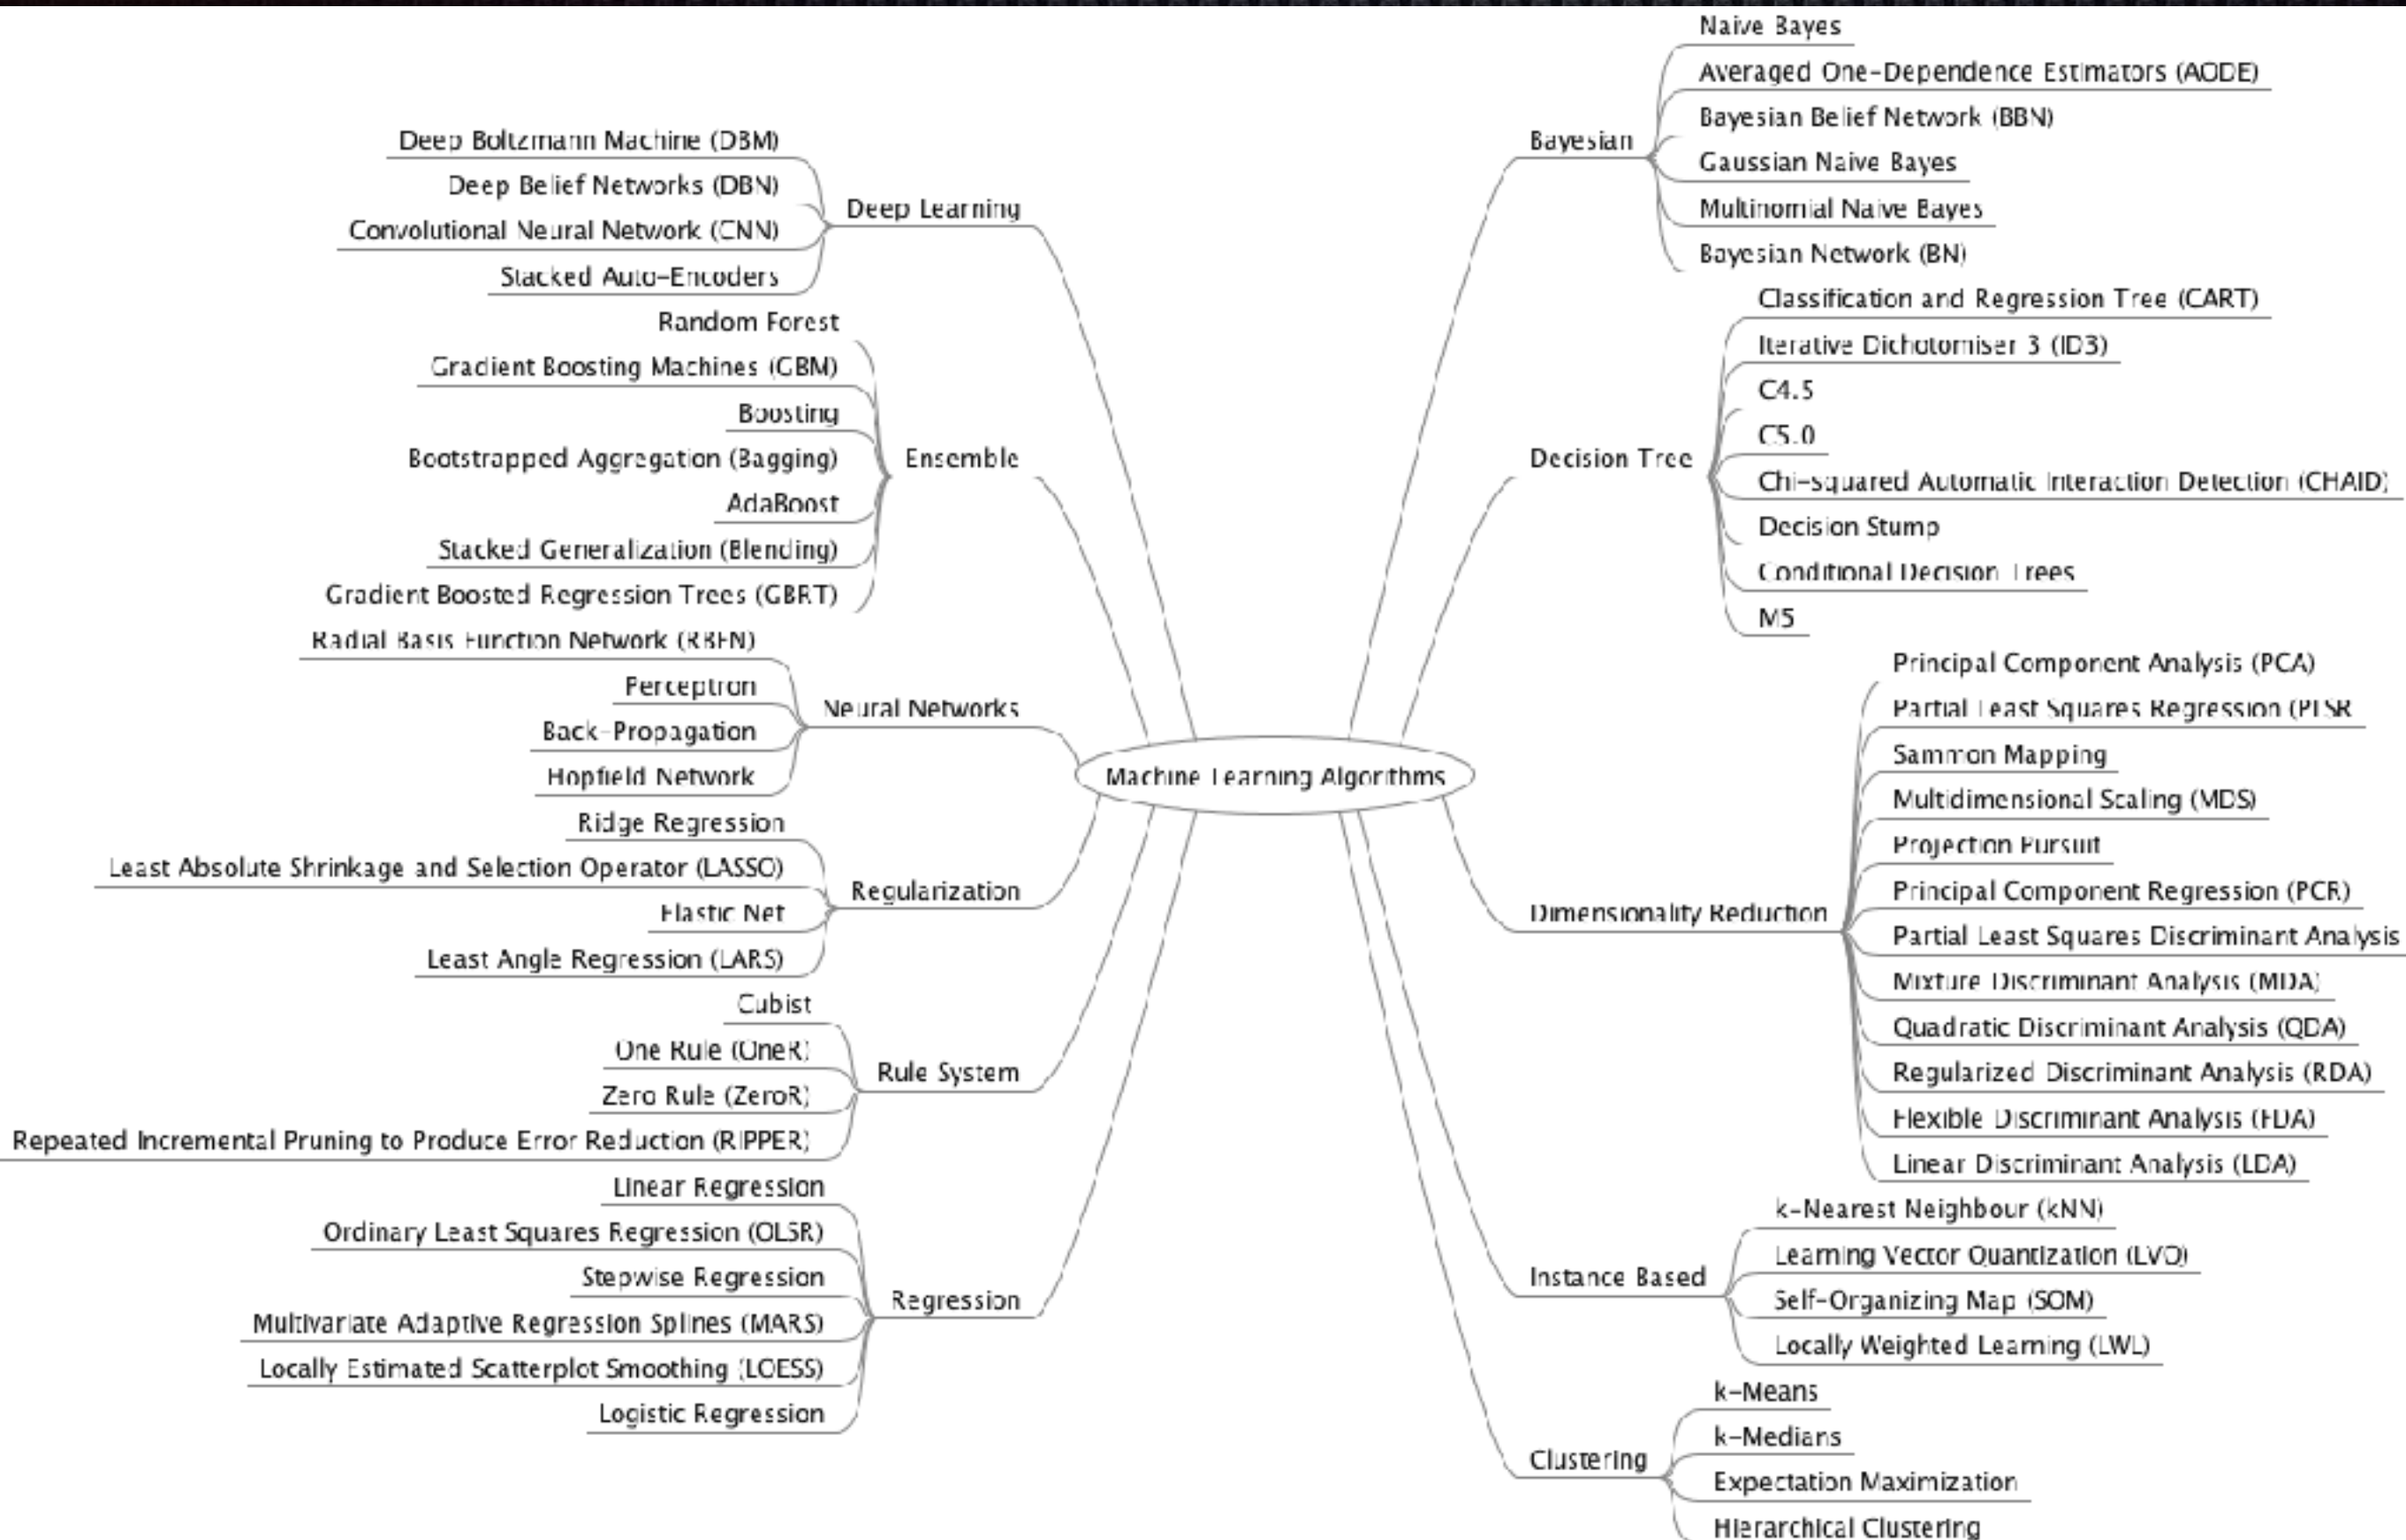 Machine Learning Algorithms
Deep Learning
Deep Boltzmann Machine (DBM)
Deep Belief Networks (DBN)
Convolutional Neural Network (CNN)
Stacked Auto-Encoders
Ensemble
Random Forest
Gradient Boosting Machines (GBM)
Boosting
Bootstrapped Aggregation (Bagging)
AdaBoost
Stacked Generalization (Blending)
Gradient Boosted Regression Trees (GBRT)
Neural Networks
Radial Basis Function Network (RBFN)
Perceptron
Back-Propagation
Hopfield Network
Regularization
Ridge Regression
Least Absolute Shrinkage and Selection Operator (LASSO)
Elastic Net
Least Angle Regression (LARS)
Rule System
Cubist
One Rule (OneR)
Zero Rule (ZeroR)
Repeated Incremental Pruning to Produce Error Reduction (RIPPER)
Regression
Linear Regression
Ordinary Least Squares Regression (OLSR)
Stepwise Regression
Multivariate Adaptive Regression Splines (MARS)
Locally Estimated Scatterplot Smoothing (LOESS)
Logistic Regression
Bayesian
Naive Bayes
Averaged One-Dependence Estimators (AODE)
Bayesian Belief Network (BBN)
Gaussian Naive Bayes
Multinomial Naive Bayes
Bayesian Network (BN)
Decision Tree
Classification and Regression Tree (CART)
Iterative Dichotomiser 3 (ID3)
C4.5
C5.0
Chi-squared Automatic Interaction Detection (CHAID)
Decision Stump
Conditional Decision Trees
M5
Dimensionality Reduction
Principal Component Analysis (PCA)
Partial Least Squares Regression (PLSR
Sammon Mapping
Multidimensional Scaling (MDS)
Projection Pursuit
Principal Component Regression (PCR)
Partial Least Squares Discriminant Analysis
Mixture Discriminant Analysis (MDA)
Quadratic Discriminant Analysis (QDA)
Regularized Discriminant Analysis (RDA)
Flexible Discriminant Analysis (FDA)
Linear Discriminant Analysis (LDA)
Instance Based
k-Nearest Neighbour (kNN)
Learning Vector Quantization (LVQ)
Self-Organizing Map (SOM)
Locally Weighted Learning (LWL)
Clustering
k-Means
k-Medians
Expectation Maximization
Hierarchical Clustering